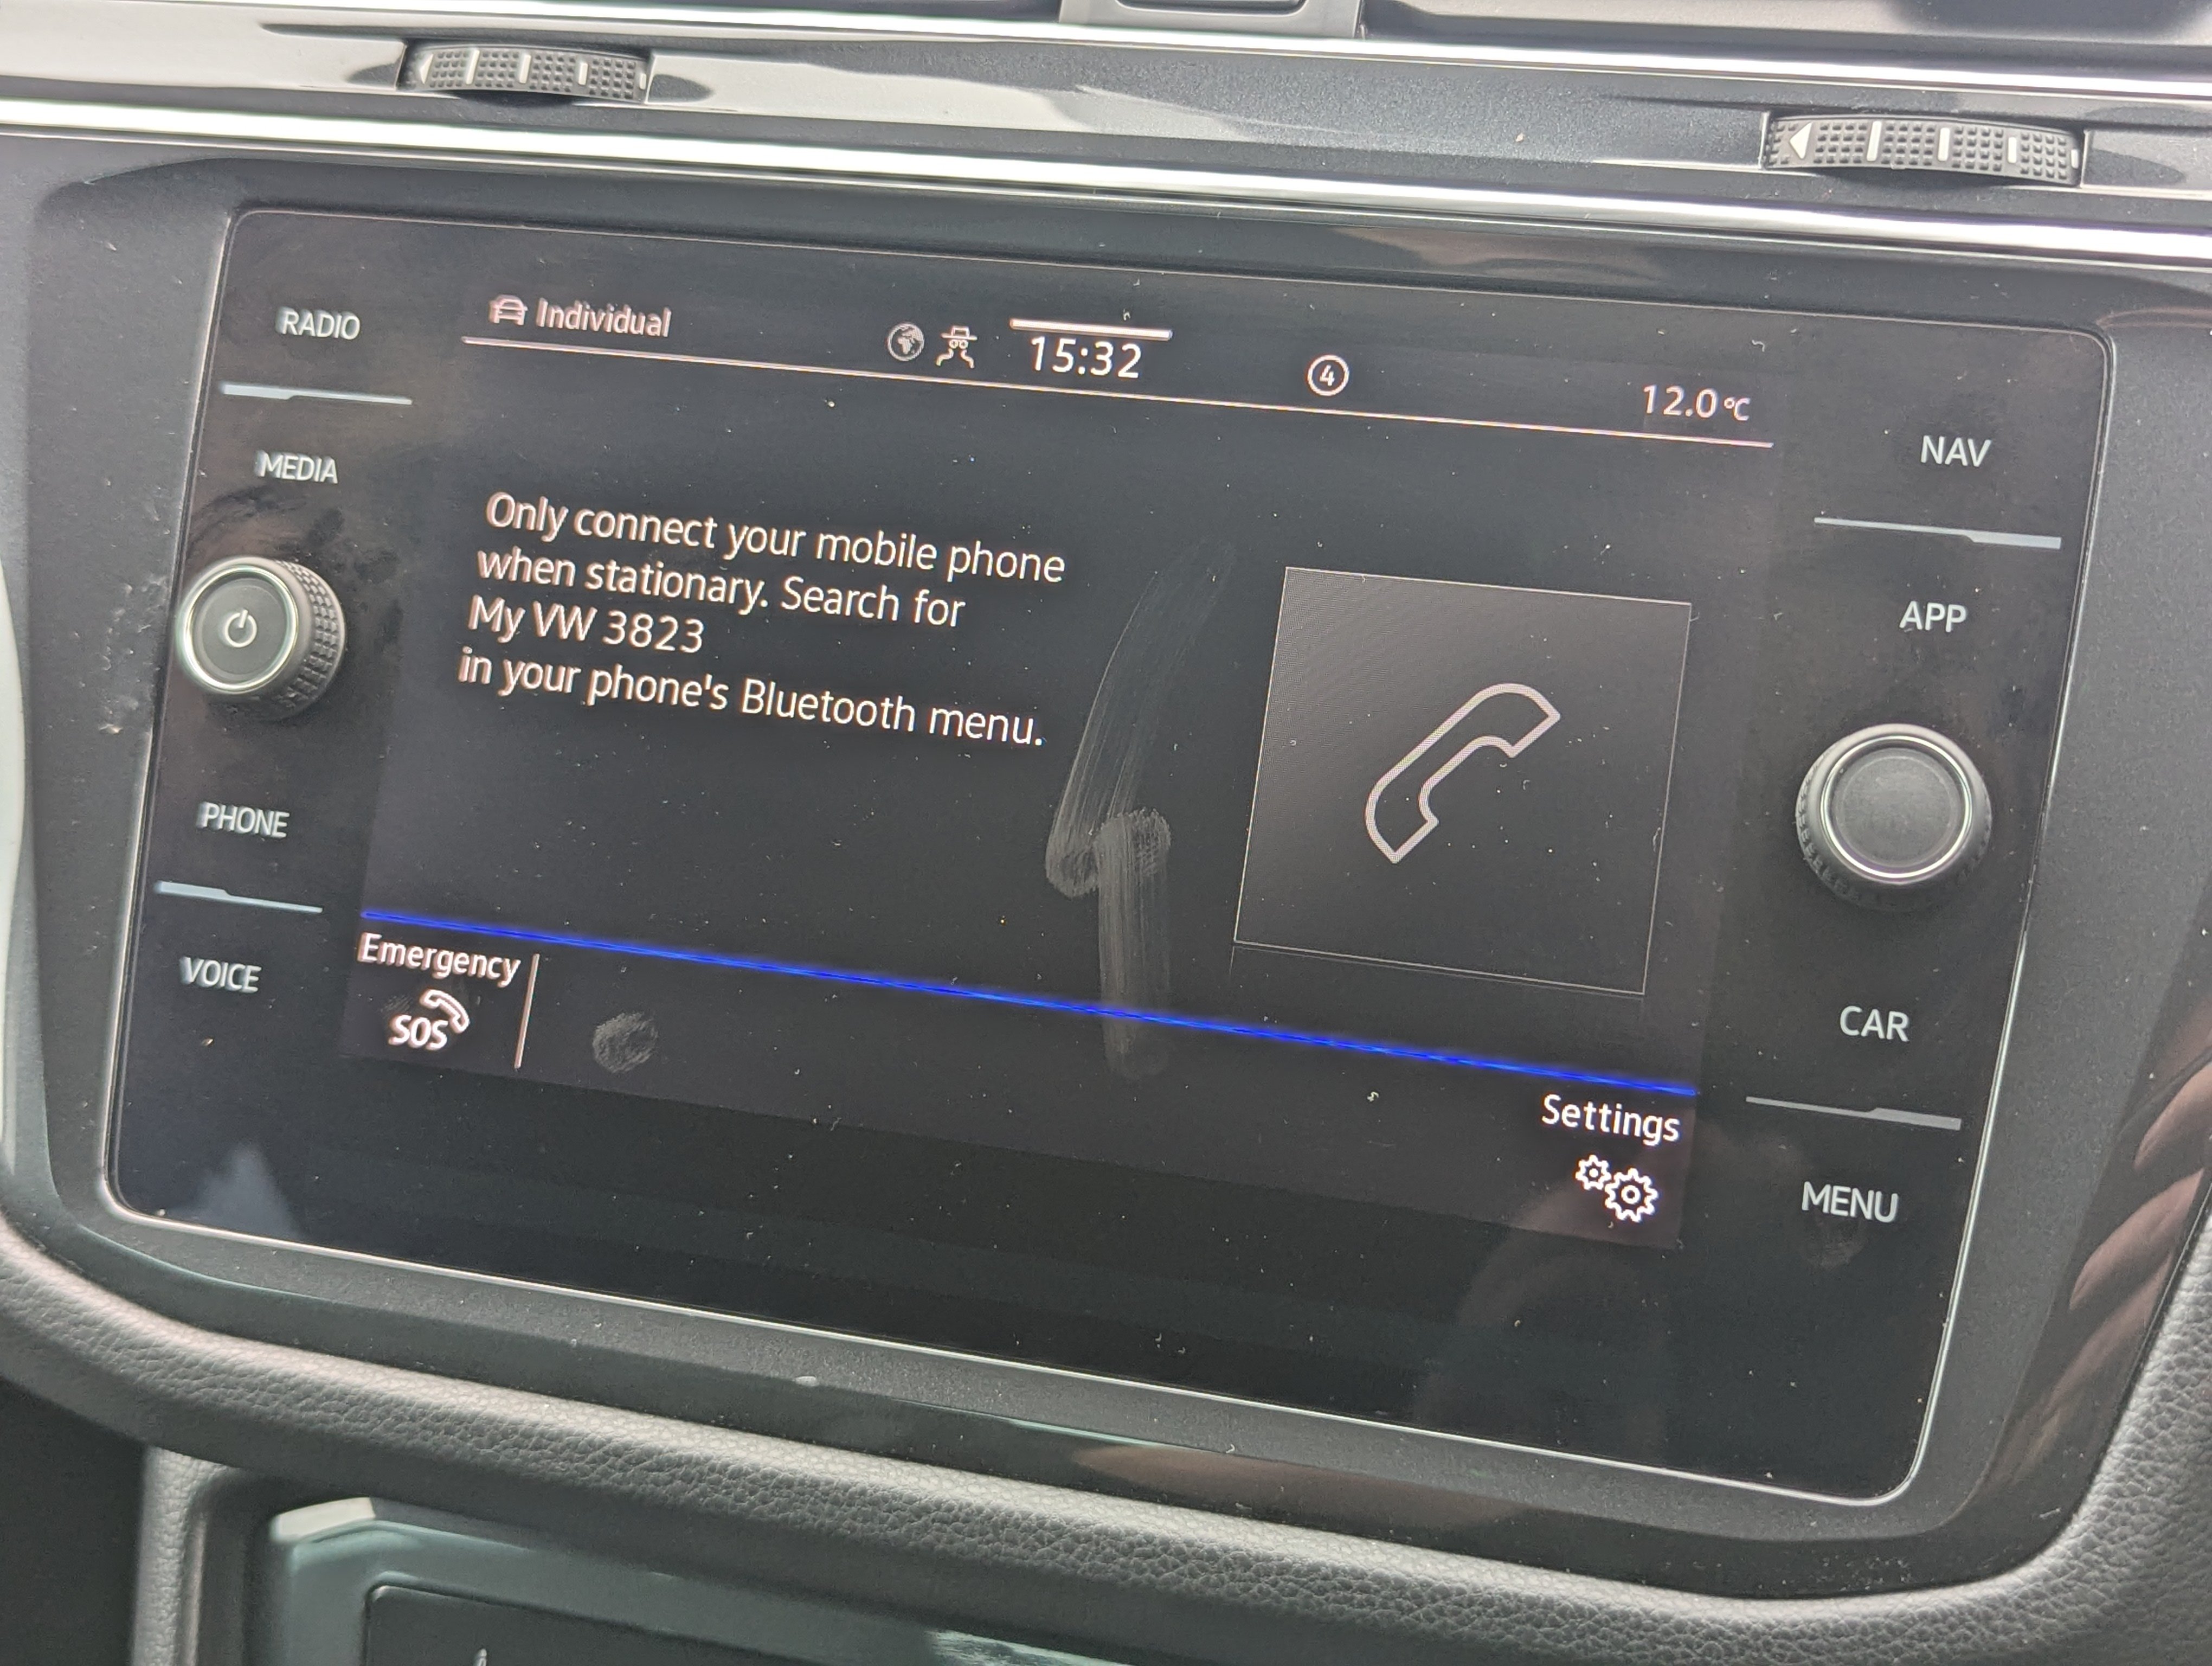 RADIO
MEDIA
PHONE
VOICE
Individual
15:32
4
12.0 °C
Only connect your mobile phone
when stationary. Search for
My VW 3823
in your phone's Bluetooth menu.
Emergency
SOS
Settings
NAV
APP
CAR
MENU